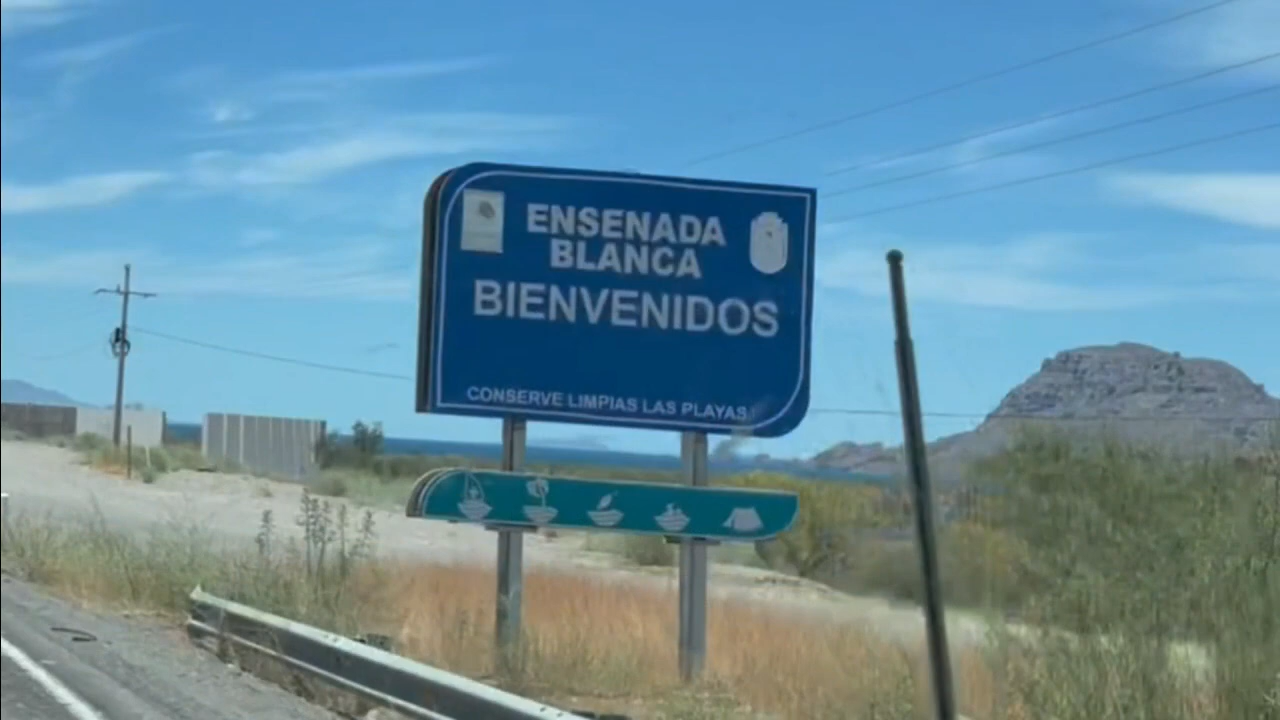 ENSENADA
BLANCA
BIENVENIDOS
CONSERVE LIMPIAS LAS PLAYAS